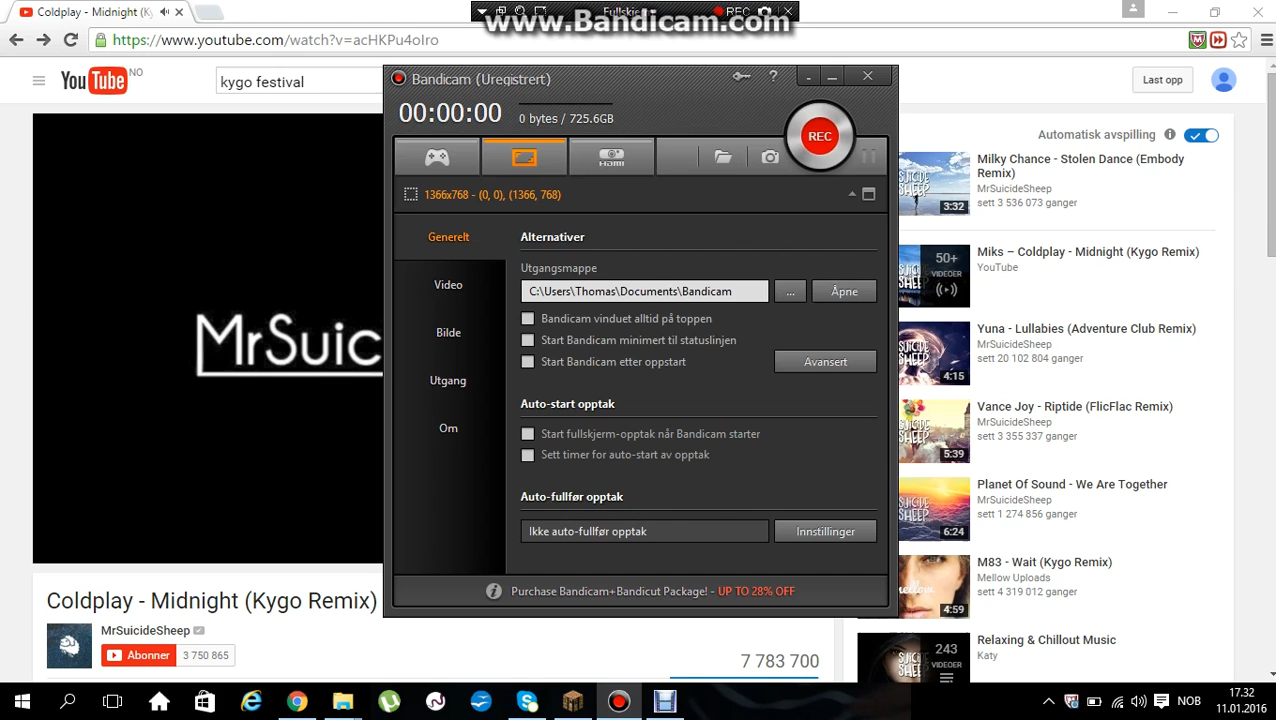 Coldplay - Midnight (Ky
REC
www.Bandicam.com
https://www.youtube.com/watch?v=acHKPu4oIro
YouTube NO
kygo festival
Last opp
Bandicam (Uregistrert)
00:00:00
0 bytes / 725.6GB
REC
HDMI
1366x768 - (0, 0), (1366, 768)
Generelt
Video
Bilde
Utgang
Om
Alternativer
Utgangsmappe
C:\Users\Thomas\Documents\Bandicam
...
Åpne
Bandicam vinduet alltid på toppen
Start Bandicam minimert til statuslinjen
Start Bandicam etter oppstart
Avansert
Auto-start opptak
Start fullskjerm-opptak når Bandicam starter
Sett timer for auto-start av opptak
Auto-fullfør opptak
Ikke auto-fullfør opptak
Innstillinger
Purchase Bandicam+Bandicut Package! - UP TO 28% OFF
MrSuic
Coldplay - Midnight (Kygo Remix)
MrSuicideSheep
Abonner
3 750 865
7 783 700
Automatisk avspilling
Milky Chance - Stolen Dance (Embody
Remix)
MrSuicideSheep
sett 3 536 073 ganger
3:32
Miks – Coldplay - Midnight (Kygo Remix)
YouTube
50+
VIDEOER
Yuna - Lullabies (Adventure Club Remix)
MrSuicideSheep
sett 20 102 804 ganger
4:15
Vance Joy - Riptide (FlicFlac Remix)
MrSuicideSheep
sett 3 355 337 ganger
5:39
Planet Of Sound - We Are Together
MrSuicideSheep
sett 1 274 856 ganger
6:24
M83 - Wait (Kygo Remix)
Mellow Uploads
sett 4 319 012 ganger
4:59
Relaxing & Chillout Music
Katy
243
VIDEOER
NOB
17.32
11.01.2016